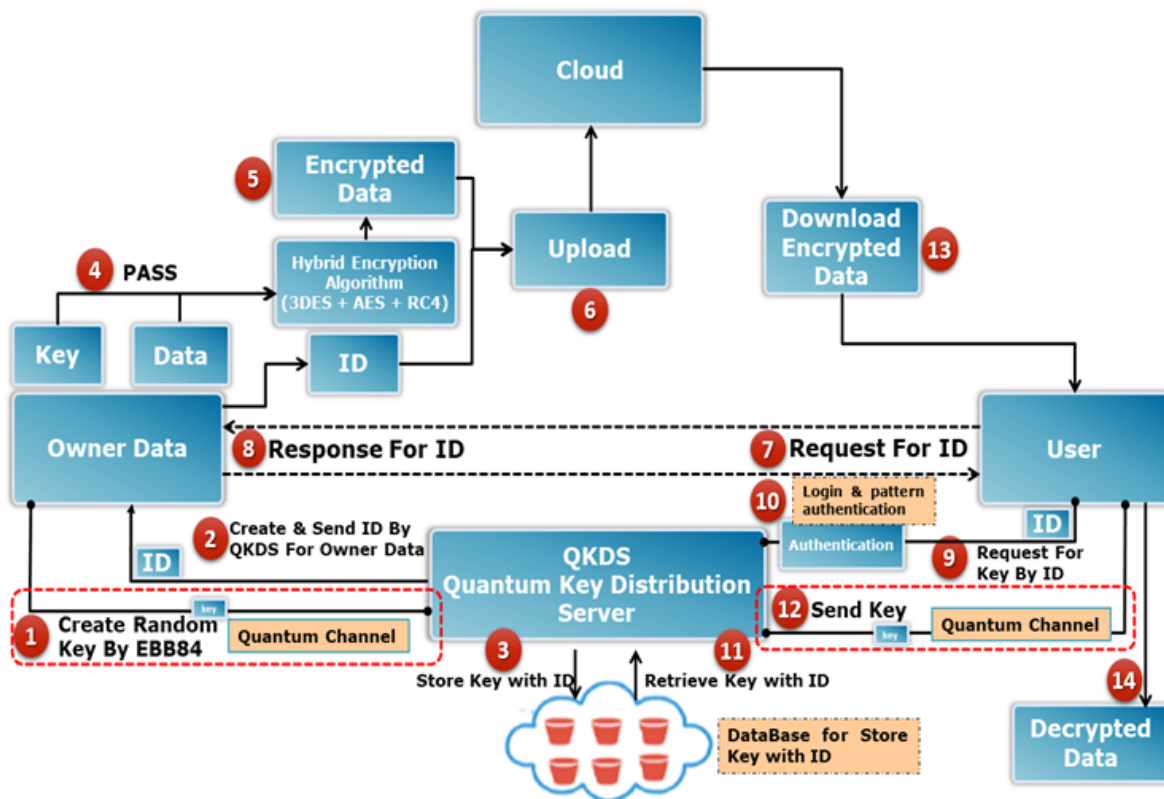 Cloud
5
Encrypted
Data
Download
Encrypted
Data
13
Upload
6
4
PASS
Hybrid Encryption
Algorithm
(3DES + AES + RC4)
Key
Data
ID
Owner Data
8
Response For ID
7
Request For ID
User
10
Login & pattern
authentication
ID
2
Create & Send ID By
QKDS For Owner Data
ID
QKDS
Quantum Key Distribution
Server
Authentication
9
Request For
Key By ID
key
1
Create Random
Key By EBB84
Quantum Channel
12
Send Key
key
Quantum Channel
3
Store Key with ID
11
Retrieve Key with ID
14
DataBase for Store
Key with ID
Decrypted
Data